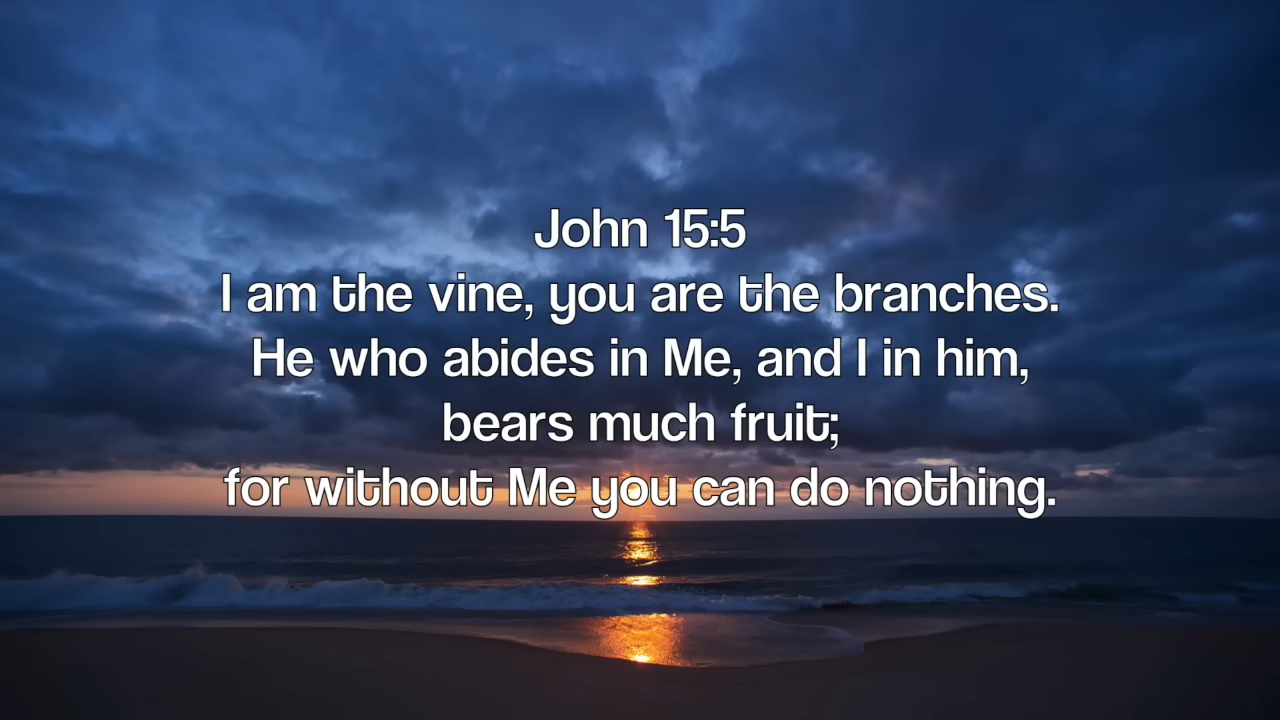 John 15:5
I am the vine, you are the branches.
He who abides in Me, and I in him,
bears much fruit;
for without Me you can do nothing.